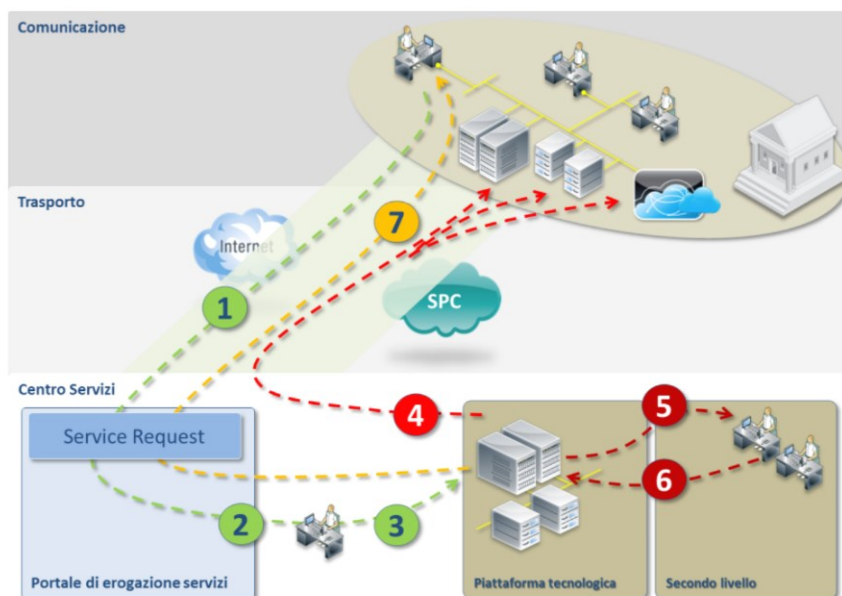 Comunicazione
Trasporto
Internet
7
1
SPC
Centro Servizi
Service Request
4
5
6
2
3
Portale di erogazione servizi
Piattaforma tecnologica
Secondo livello